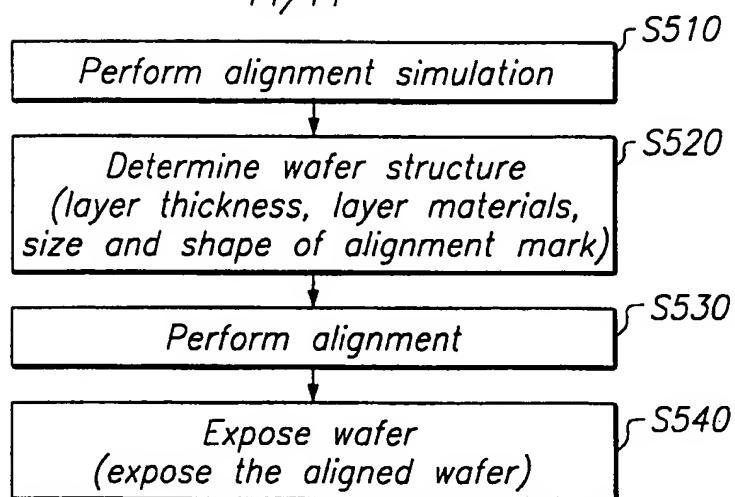 S510
Perform alignment simulation
S520
Determine wafer structure
(layer thickness, layer materials,
size and shape of alignment mark)
S530
Perform alignment
S540
Expose wafer
(expose the aligned wafer)